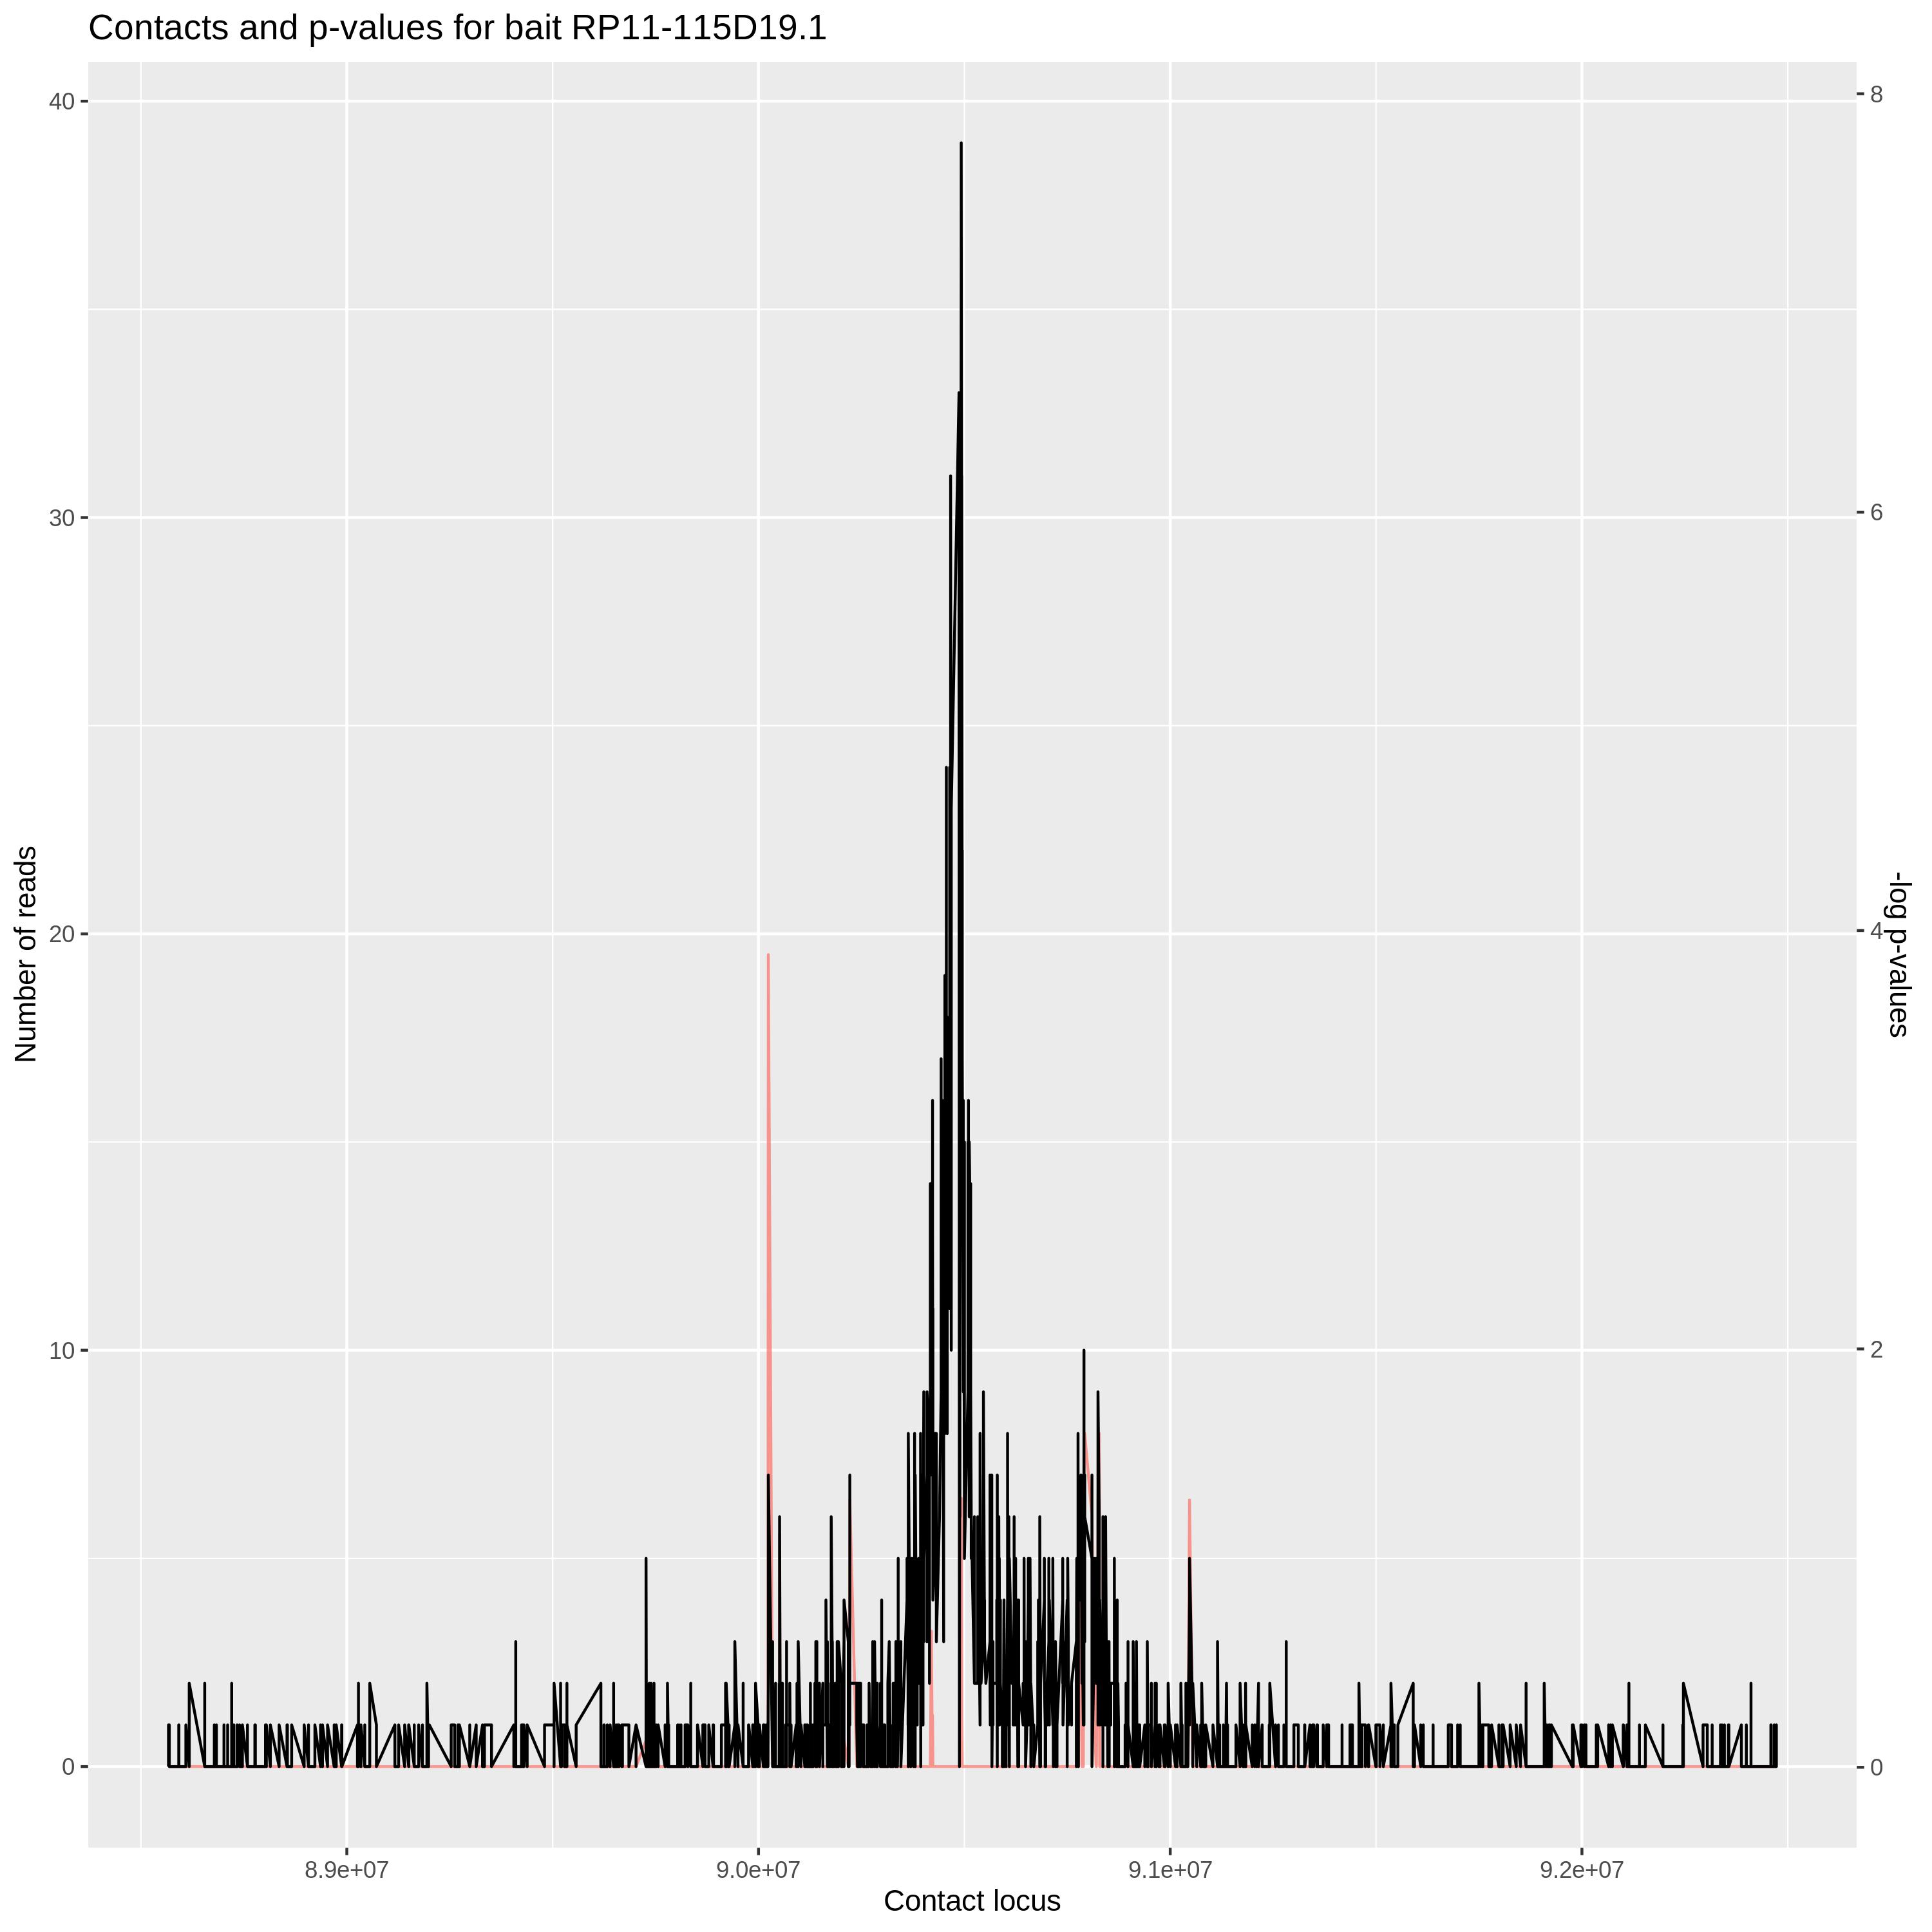 Contacts and p-values for bait RP11-115D19.1
40
30
20
10
0
Number of reads
8
6
4
2
0
-log p-values
8.9e+07
9.0e+07
9.1e+07
9.2e+07
Contact locus